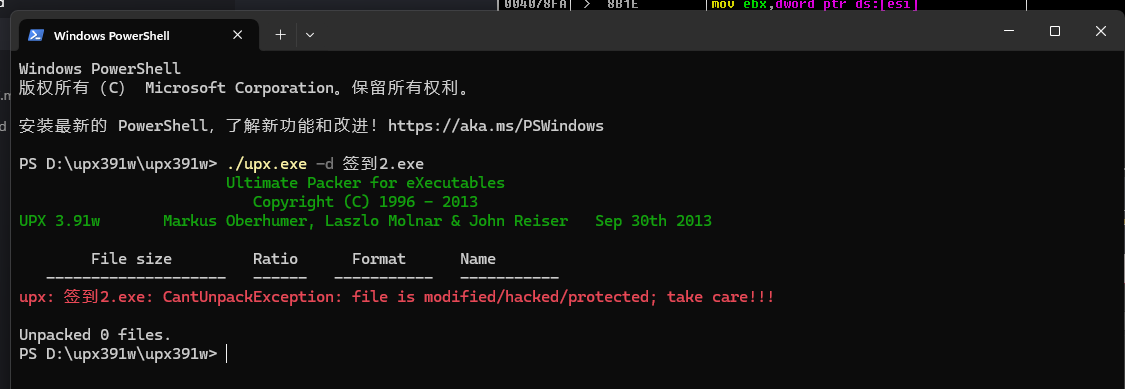 004078FA > 8B1E mov ebx,dword ptr ds:[esi]
Windows PowerShell
Windows PowerShell
版权所有 (C) Microsoft Corporation。保留所有权利。
安装最新的 PowerShell，了解新功能和改进！https://aka.ms/PSWindows
PS D:\upx391w\upx391w> ./upx.exe -d 签到2.exe
Ultimate Packer for eXecutables
Copyright (C) 1996 - 2013
UPX 3.91w Markus Oberhumer, Laszlo Molnar & John Reiser Sep 30th 2013
File size Ratio Format Name
-------------------- ------ ----------- -----------
upx: 签到2.exe: CantUnpackException: file is modified/hacked/protected; take care!!!
Unpacked 0 files.
PS D:\upx391w\upx391w>